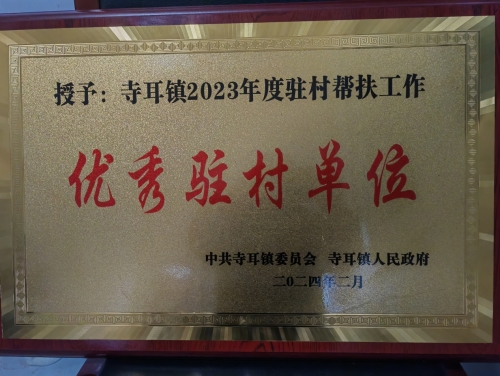 授予：寺耳镇2023年度驻村帮扶工作
优秀驻村单位
中共寺耳镇委员会 寺耳镇人民政府
二〇二四年二月